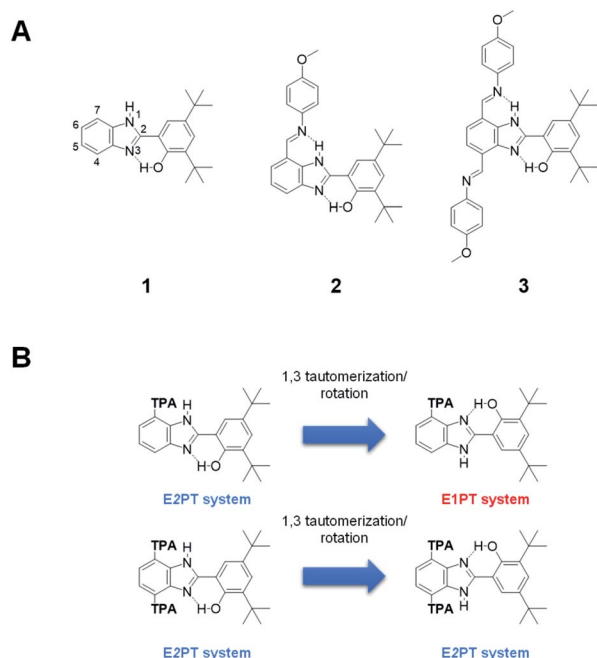 A
O
O
N
N
H
7
N 1
6
2
5
N 3
4
H-O
H
N
N
H-O
H
N
N
H-O
N
O
1
2
3
B
1,3 tautomerization/
rotation
TPA
H
N
N
H-O
E2PT system
TPA
H-O
N
N
H
E1PT system
1,3 tautomerization/
rotation
TPA
H
N
N
TPA
H-O
E2PT system
TPA
H-O
N
N
TPA
H
E2PT system